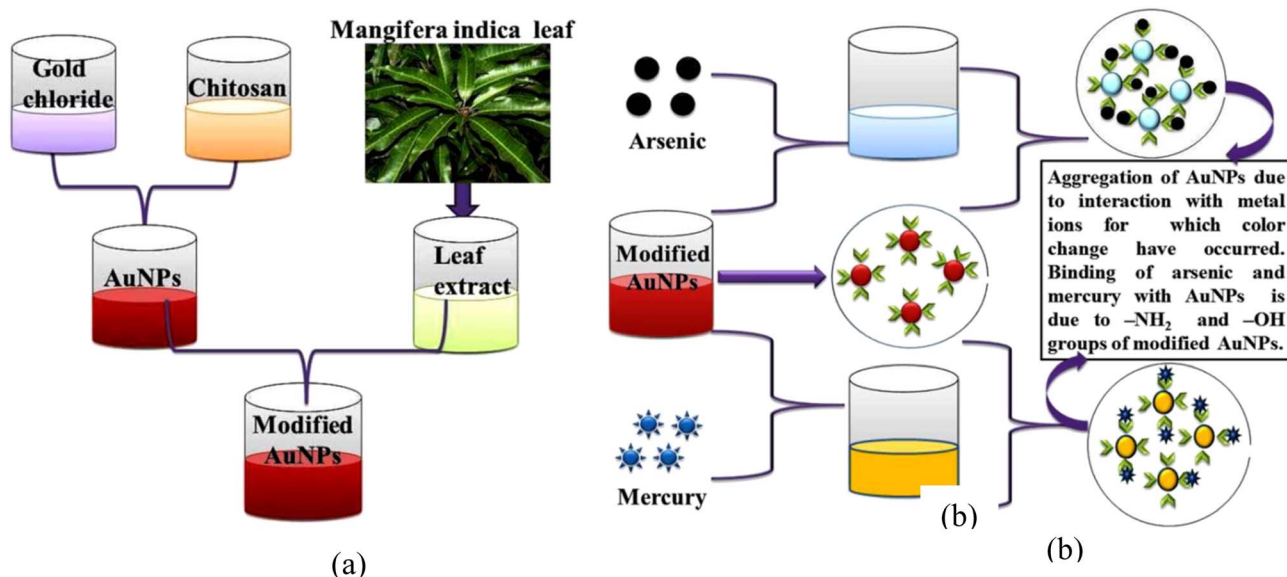 Gold
chloride
Chitosan
Mangifera indica leaf
AuNPs
Leaf
extract
Modified
AuNPs
(a)
Arsenic
Modified
AuNPs
Mercury
Aggregation of AuNPs due
to interaction with metal
ions for which color
change have occurred.
Binding of arsenic and
mercury with AuNPs is
due to –NH₂ and –OH
groups of modified AuNPs.
(b)
(b)